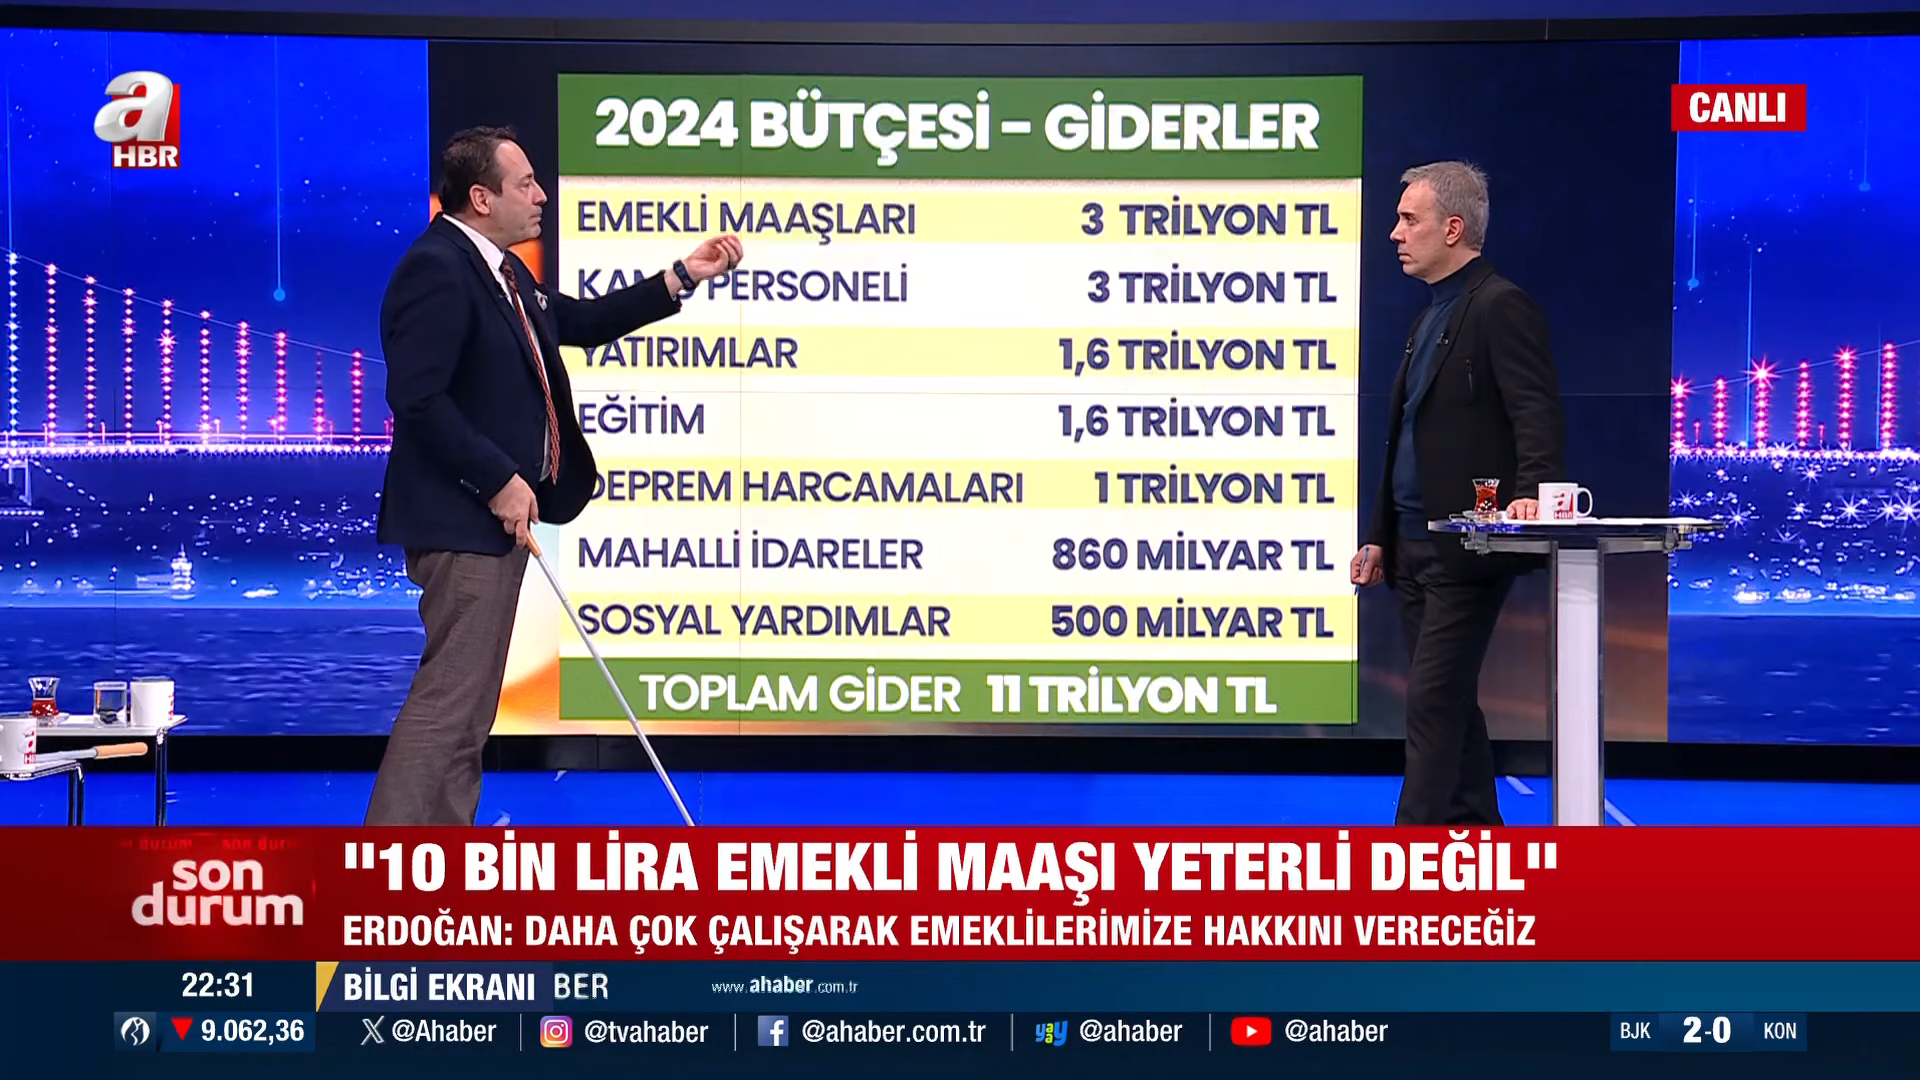 a
HBR
CANLI
2024 BÜTÇESİ - GİDERLER
EMEKLİ MAAŞLARI 3 TRİLYON TL
PERSONELİ 3 TRİLYON TL
YATIRIMLAR 1,6 TRİLYON TL
EĞİTİM 1,6 TRİLYON TL
DEPREM HARCAMALARI 1 TRİLYON TL
MAHALLİ İDARELER 860 MİLYAR TL
SOSYAL YARDIMLAR 500 MİLYAR TL
TOPLAM GİDER 11 TRİLYON TL
a
HBR
son durum
"10 BİN LİRA EMEKLİ MAAŞI YETERLİ DEĞİL"
ERDOĞAN: DAHA ÇOK ÇALIŞARAK EMEKLİLERİMİZE HAKKINI VERECEĞİZ
22:31 BİLGİ EKRANI BER www.ahaber.com.tr
9.062,36 @Ahaber @tvahaber @ahaber.com.tr yaay @ahaber @ahaber BJK 2-0 KON